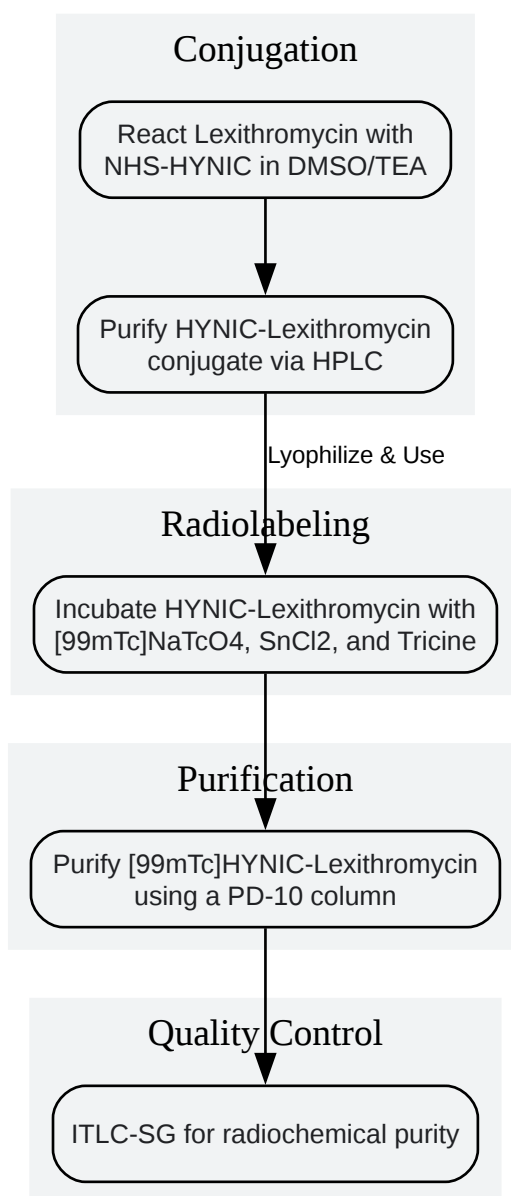 Conjugation
React Lexithromycin with
NHS-HYNIC in DMSO/TEA
Purify HYNIC-Lexithromycin
conjugate via HPLC
Lyophilize & Use
Radiolabeling
Incubate HYNIC-Lexithromycin with
[99mTc]NaTcO4, SnCl2, and Tricine
Purification
Purify [99mTc]HYNIC-Lexithromycin
using a PD-10 column
Quality Control
ITLC-SG for radiochemical purity